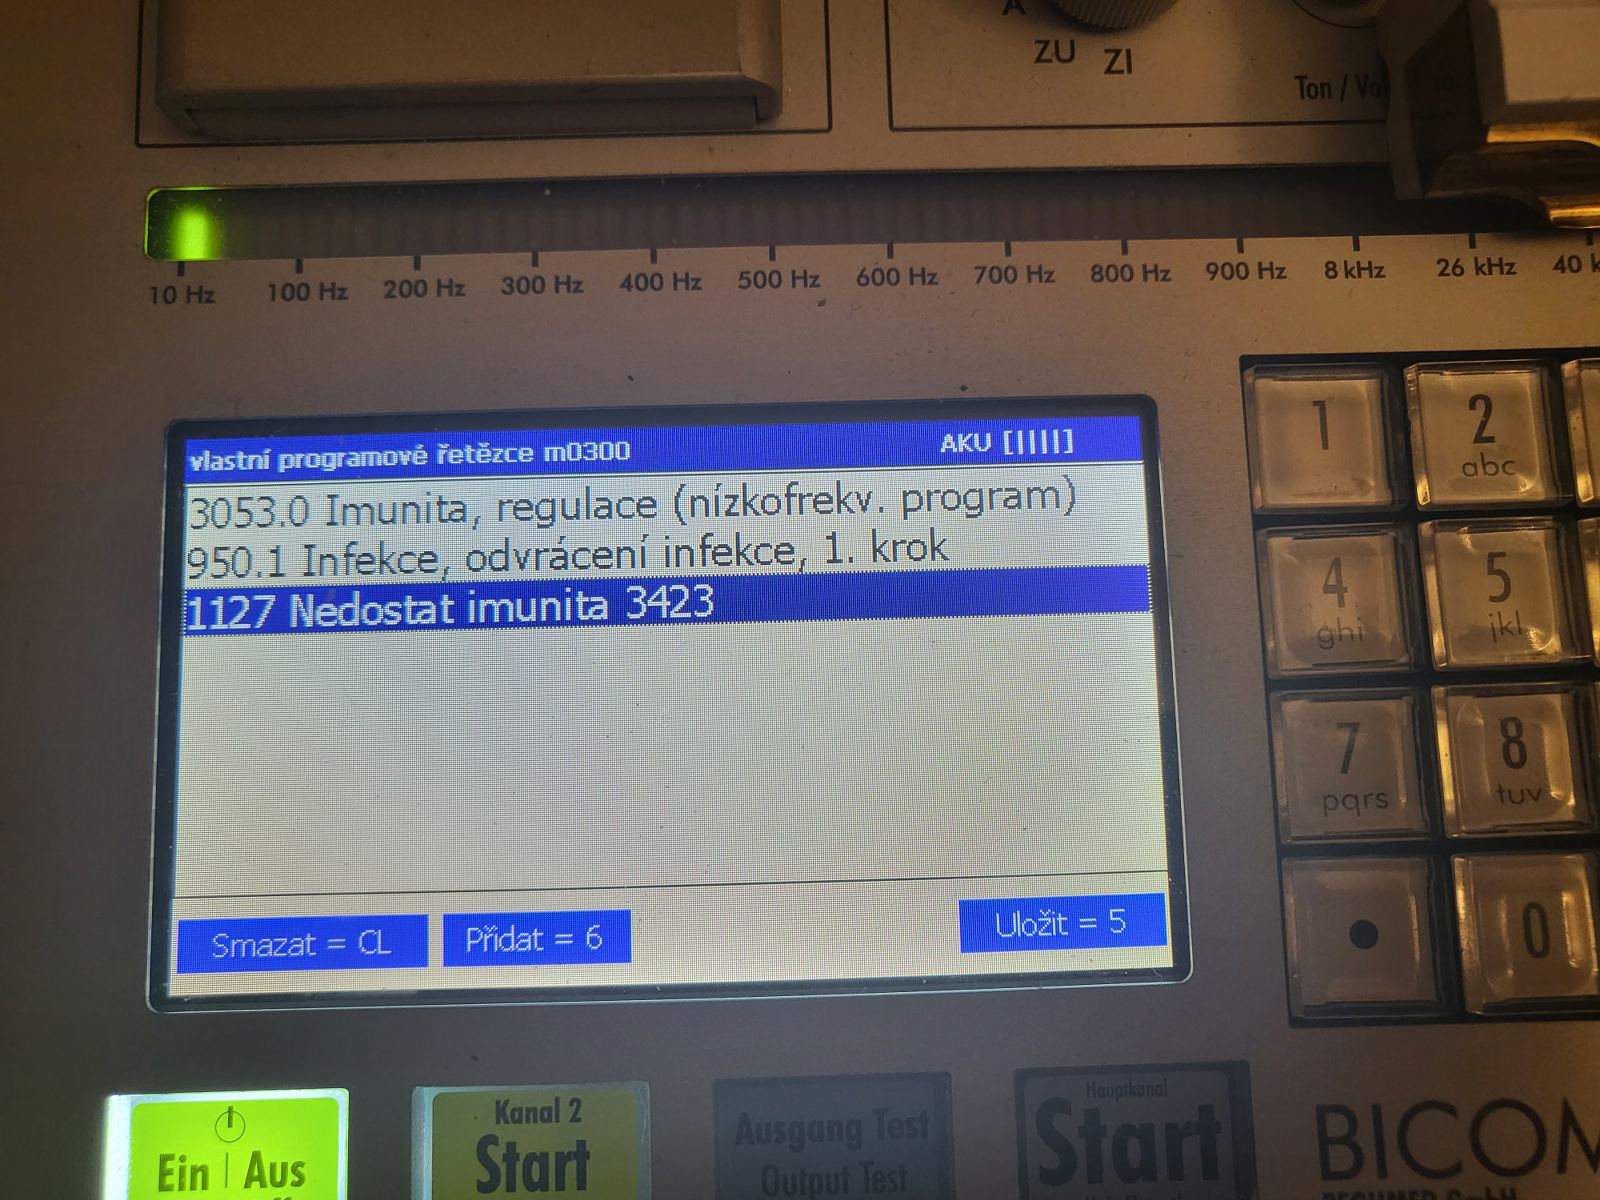 A
ZU ZI
Ton / Vo
10 Hz 100 Hz 200 Hz 300 Hz 400 Hz 500 Hz 600 Hz 700 Hz 800 Hz 900 Hz 8 kHz 26 kHz 40 k
vlastní programové řetězce m0300 AKU [|||||]
3053.0 Imunita, regulace (nízkofrekv. program)
950.1 Infekce, odvrácení infekce, 1. krok
1127 Nedostat imunita 3423
Smazat = CL Přidat = 6 Uložit = 5
1 2
abc
4 5
ghi jkl
7 8
pqrs tuv
• 0
Ein | Aus
Kanal 2
Start
Ausgang Test
Output Test
Hauptkanal
Start
BICOM